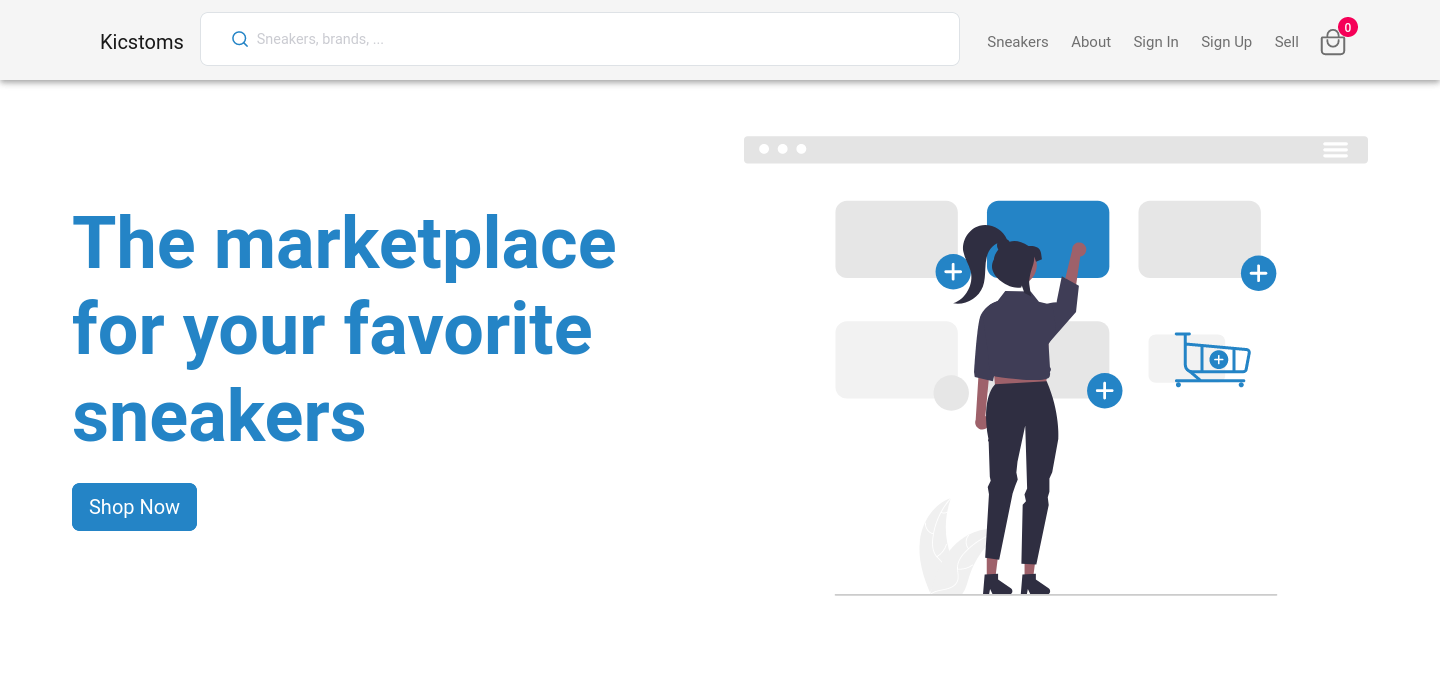 Kicstoms
Sneakers, brands, ...
Sneakers About Sign In Sign Up Sell
0
The marketplace
for your favorite
sneakers
Shop Now